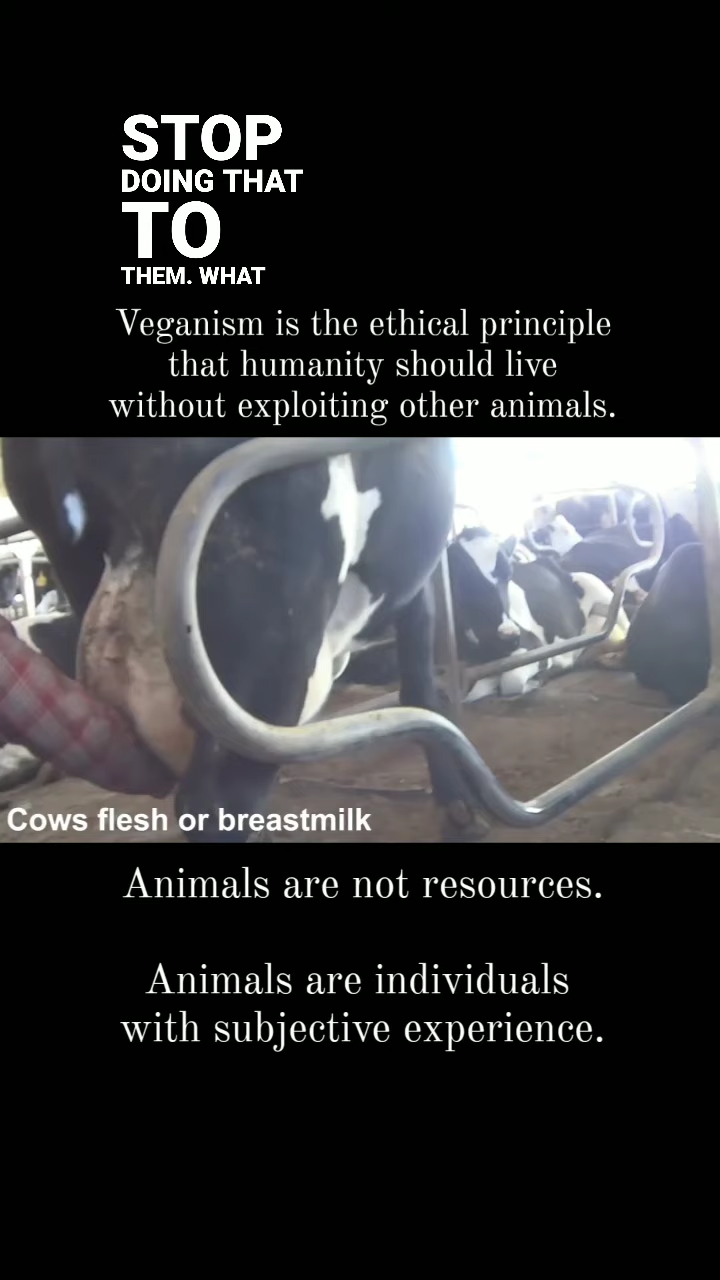 STOP
DOING THAT
TO
THEM. WHAT
Veganism is the ethical principle
that humanity should live
without exploiting other animals.
Cows flesh or breastmilk
Animals are not resources.
Animals are individuals
with subjective experience.